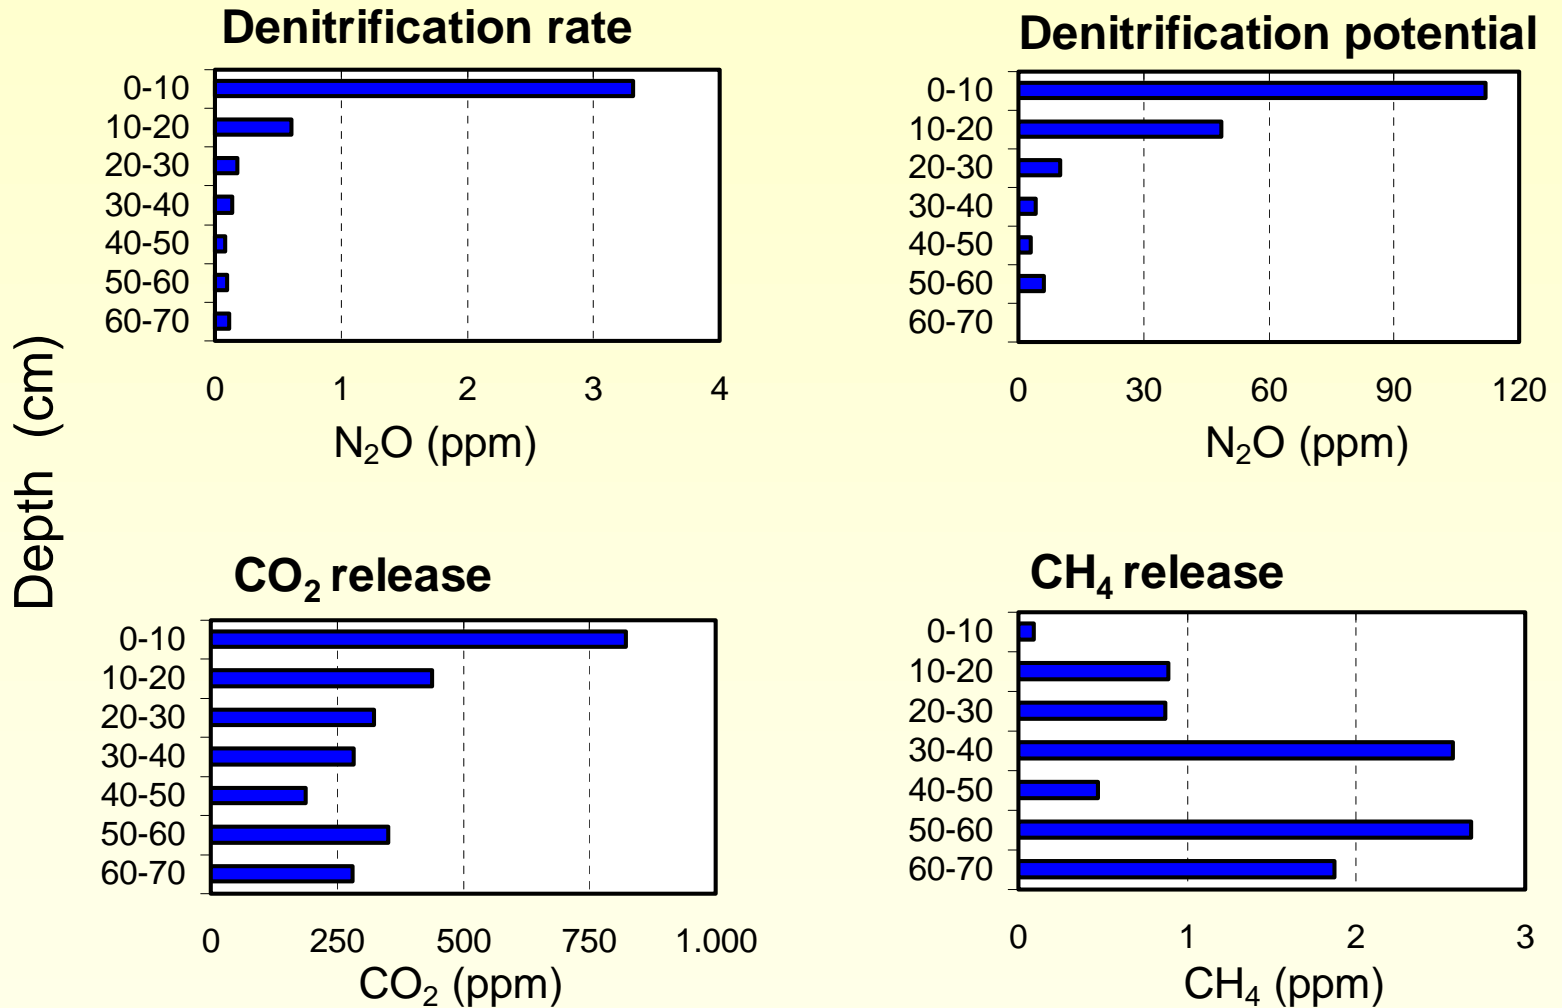 Denitrification rate
0-10
10-20
20-30
30-40
40-50
50-60
60-70
0 1 2 3 4
N₂O (ppm)
Denitrification potential
0-10
10-20
20-30
30-40
40-50
50-60
60-70
0 30 60 90 120
N₂O (ppm)
Depth (cm)
CO₂ release
0-10
10-20
20-30
30-40
40-50
50-60
60-70
0 250 500 750 1.000
CO₂ (ppm)
CH₄ release
0-10
10-20
20-30
30-40
40-50
50-60
60-70
0 1 2 3
CH₄ (ppm)